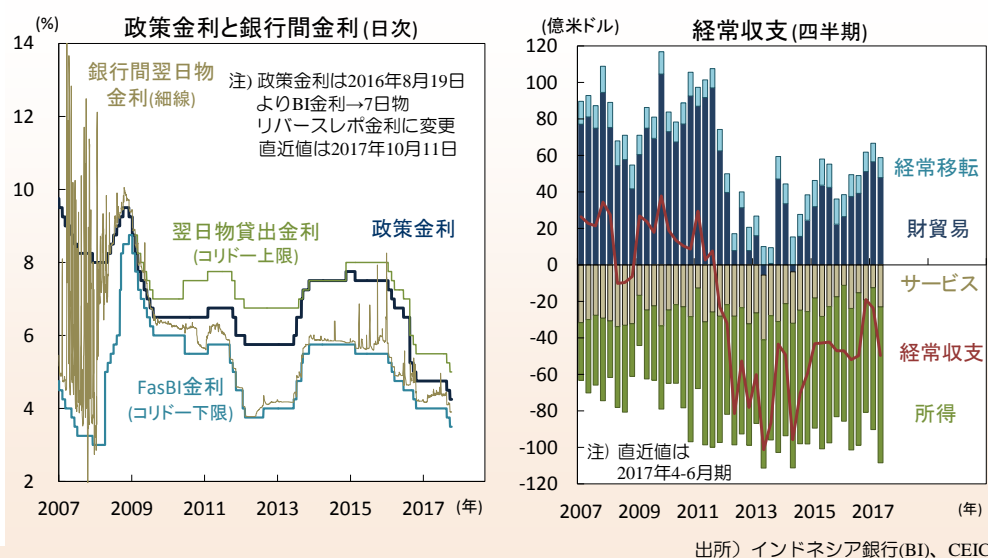 政策金利と銀行間金利(日次)
(%)
14
12
10
8
6
4
2
銀行間翌日物
金利(細線)
注) 政策金利は2016年8月19日
よりBI金利→7日物
リバースレポ金利に変更
直近値は2017年10月11日
翌日物貸出金利
(コリドー上限)
政策金利
FasBI金利
(コリドー下限)
2007 2009 2011 2013 2015 2017 (年)
経常収支(四半期)
(億米ドル)
120
100
80
60
40
20
0
-20
-40
-60
-80
-100
-120
経常移転
財貿易
サービス
経常収支
所得
注) 直近値は
2017年4-6月期
2007 2009 2011 2013 2015 2017 (年)
出所）インドネシア銀行(BI)、CEIC